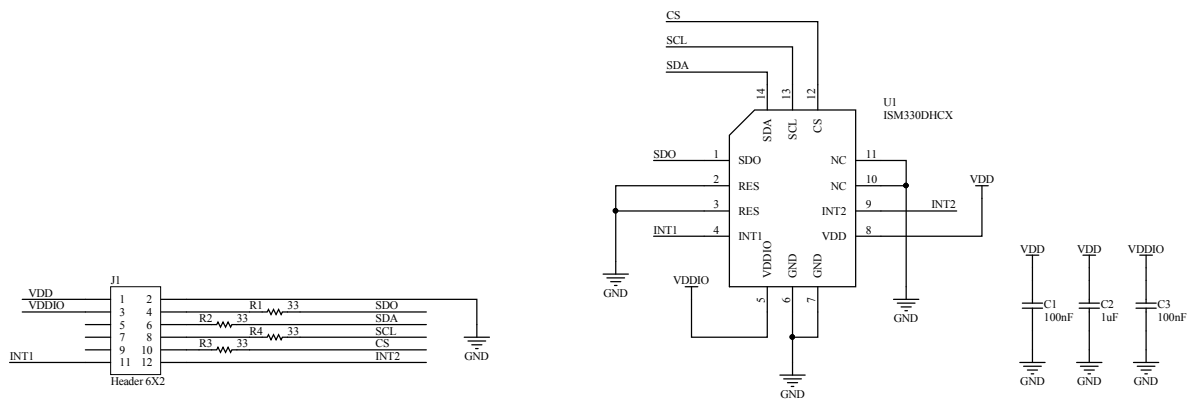 CS
SCL
SDA
14
13
12
U1
ISM330DHCX
SDA
SCL
CS
SDO 1 SDO NC 11
2 RES NC 10
VDD
3 RES INT2 9 INT2
INT1 4 INT1 VDD 8
VDDIO
GND
GND
VDDIO
5
6
7
GND
GND
GND
VDD
VDD
VDDIO
C1
100nF
C2
1uF
C3
100nF
GND
GND
GND
J1
VDD 1 2
VDDIO 3 4 R1 33 SDO
5 6 R2 33 SDA
7 8 R4 33 SCL
9 10 R3 33 CS
INT1 11 12 INT2
Header 6X2
GND